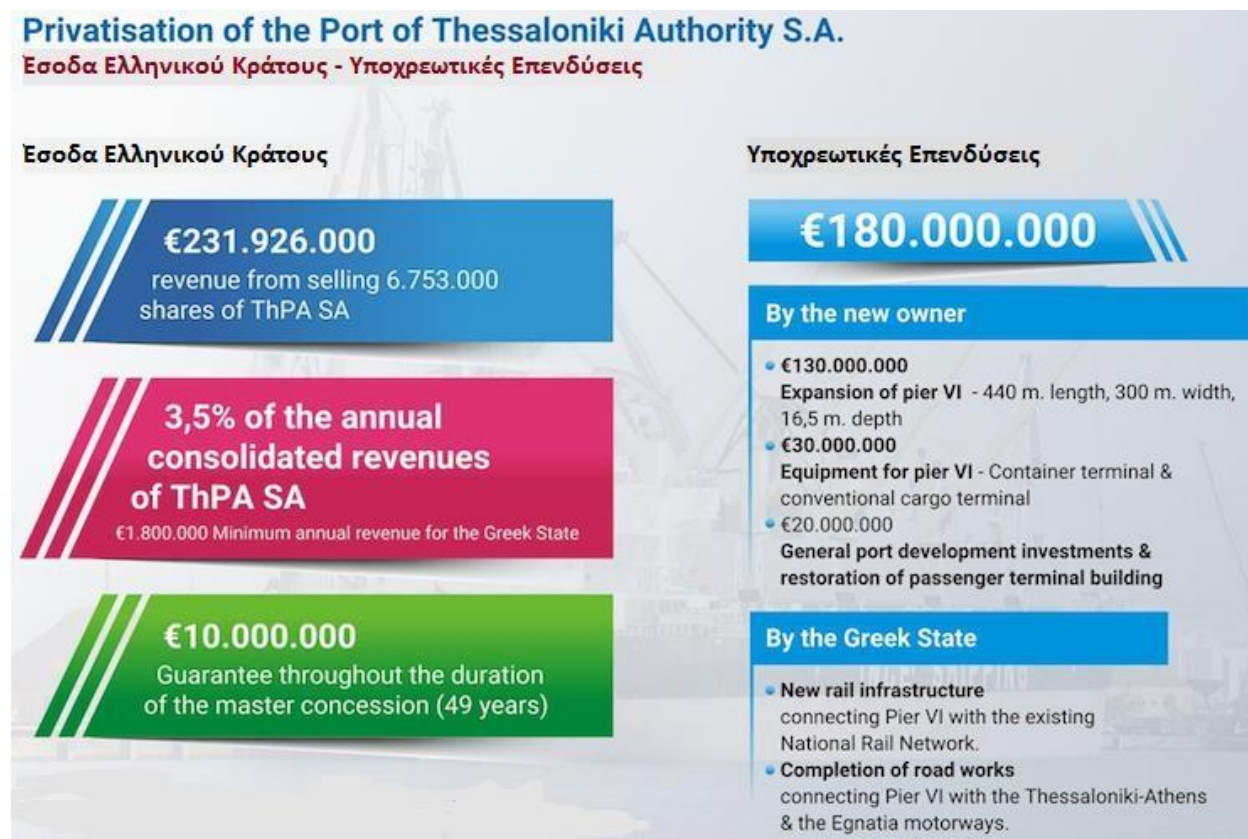 Privatisation of the Port of Thessaloniki Authority S.A.
Έσοδα Ελληνικού Κράτους - Υποχρεωτικές Επενδύσεις
Έσοδα Ελληνικού Κράτους
€231.926.000
revenue from selling 6.753.000
shares of ThPA SA
3,5% of the annual
consolidated revenues
of ThPA SA
€1.800.000 Minimum annual revenue for the Greek State
€10.000.000
Guarantee throughout the duration
of the master concession (49 years)
Υποχρεωτικές Επενδύσεις
€180.000.000
By the new owner
€130.000.000
Expansion of pier VI - 440 m. length, 300 m. width,
16,5 m. depth
€30.000.000
Equipment for pier VI - Container terminal &
conventional cargo terminal
€20.000.000
General port development investments &
restoration of passenger terminal building
By the Greek State
New rail infrastructure
connecting Pier VI with the existing
National Rail Network.
Completion of road works
connecting Pier VI with the Thessaloniki-Athens
& the Egnatia motorways.